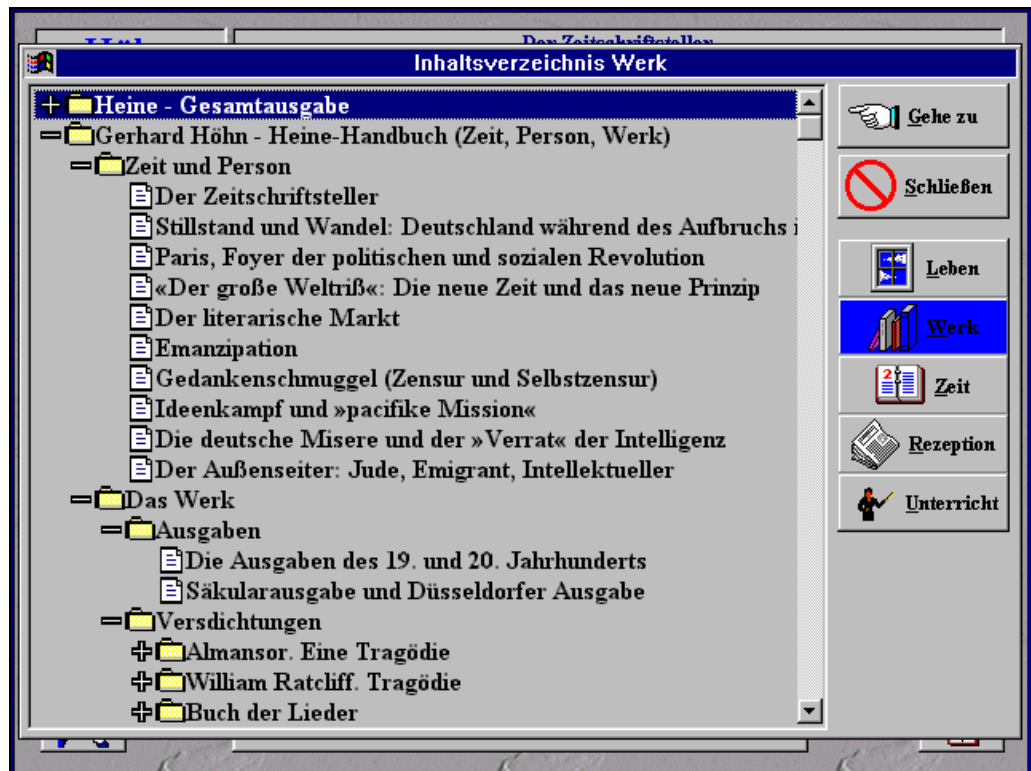 Der Zeitschriftsteller
Inhaltsverzeichnis Werk
Heine - Gesamtausgabe
Gerhard Höhn - Heine-Handbuch (Zeit, Person, Werk)
Zeit und Person
Der Zeitschriftsteller
Stillstand und Wandel: Deutschland während des Aufbruchs i
Paris, Foyer der politischen und sozialen Revolution
«Der große Weltriß«: Die neue Zeit und das neue Prinzip
Der literarische Markt
Emanzipation
Gedankenschmuggel (Zensur und Selbstzensur)
Ideenkampf und »pacifike Mission«
Die deutsche Misere und der »Verrat« der Intelligenz
Der Außenseiter: Jude, Emigrant, Intellektueller
Das Werk
Ausgaben
Die Ausgaben des 19. und 20. Jahrhunderts
Säkularausgabe und Düsseldorfer Ausgabe
Versdichtungen
Almansor. Eine Tragödie
William Ratcliff. Tragödie
Buch der Lieder
Gehe zu
Schließen
Leben
Werk
2 Zeit
Rezeption
Unterricht